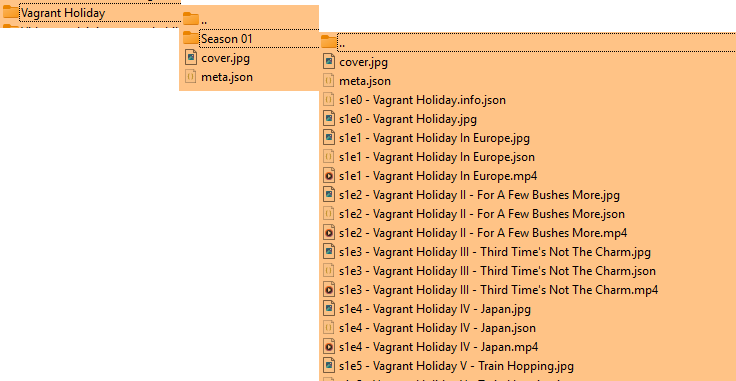 Vagrant Holiday
..
Season 01
cover.jpg
meta.json
..
cover.jpg
meta.json
s1e0 - Vagrant Holiday.info.json
s1e0 - Vagrant Holiday.jpg
s1e1 - Vagrant Holiday In Europe.jpg
s1e1 - Vagrant Holiday In Europe.json
s1e1 - Vagrant Holiday In Europe.mp4
s1e2 - Vagrant Holiday II - For A Few Bushes More.jpg
s1e2 - Vagrant Holiday II - For A Few Bushes More.json
s1e2 - Vagrant Holiday II - For A Few Bushes More.mp4
s1e3 - Vagrant Holiday III - Third Time's Not The Charm.jpg
s1e3 - Vagrant Holiday III - Third Time's Not The Charm.json
s1e3 - Vagrant Holiday III - Third Time's Not The Charm.mp4
s1e4 - Vagrant Holiday IV - Japan.jpg
s1e4 - Vagrant Holiday IV - Japan.json
s1e4 - Vagrant Holiday IV - Japan.mp4
s1e5 - Vagrant Holiday V - Train Hopping.jpg